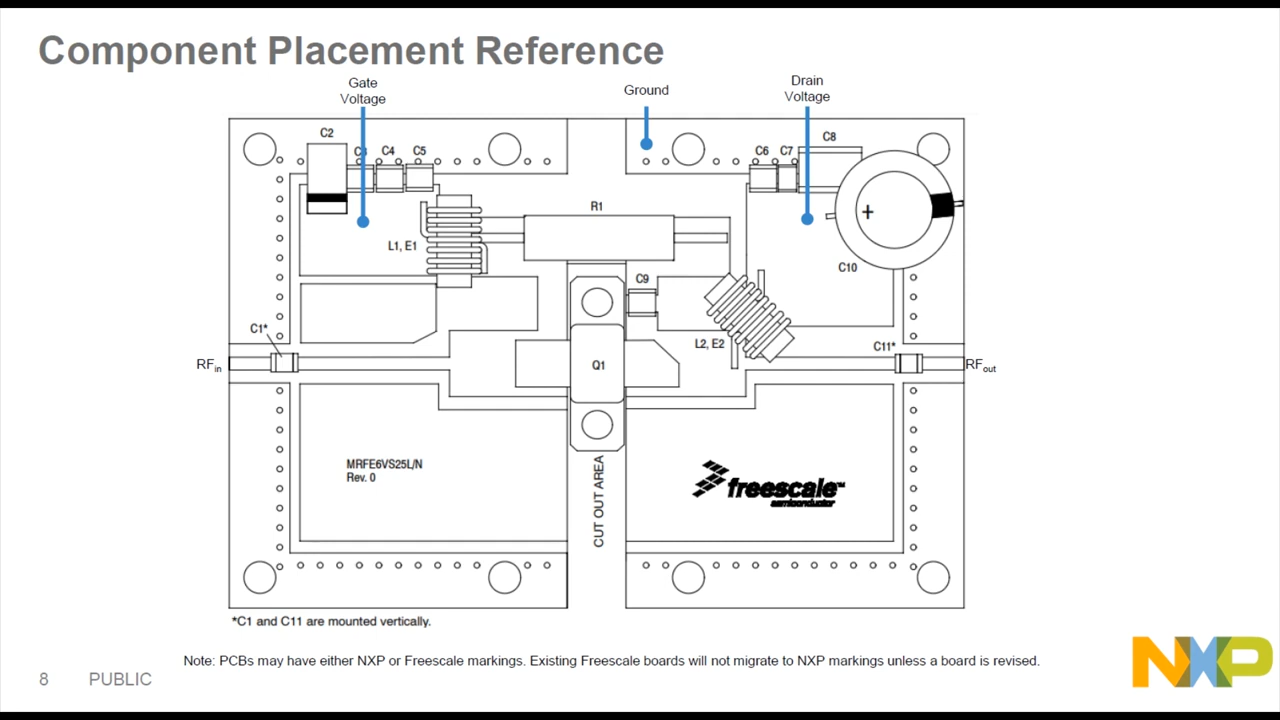 Component Placement Reference
Gate
Voltage
Ground
Drain
Voltage
C2
C3
C4
C5
C6
C7
C8
R1
L1, E1
C9
C10
C1*
L2, E2
C11*
RFin
Q1
RFout
MRFE6VS25L/N
Rev. 0
CUT OUT AREA
freescale™
semiconductor
*C1 and C11 are mounted vertically.
Note: PCBs may have either NXP or Freescale markings. Existing Freescale boards will not migrate to NXP markings unless a board is revised.
8 PUBLIC
NXP